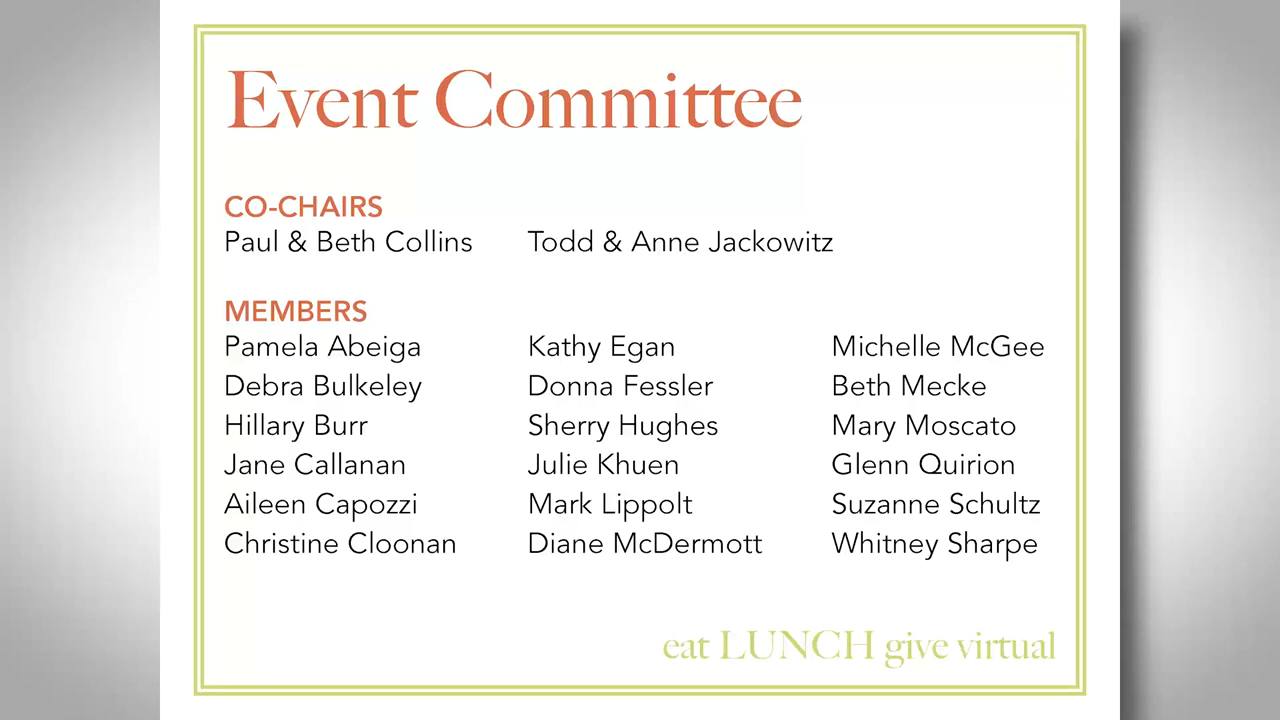 Event Committee
CO-CHAIRS
Paul & Beth Collins Todd & Anne Jackowitz
MEMBERS
Pamela Abeiga Kathy Egan Michelle McGee
Debra Bulkeley Donna Fessler Beth Mecke
Hillary Burr Sherry Hughes Mary Moscato
Jane Callanan Julie Khuen Glenn Quirion
Aileen Capozzi Mark Lippolt Suzanne Schultz
Christine Cloonan Diane McDermott Whitney Sharpe
eat LUNCH give virtual